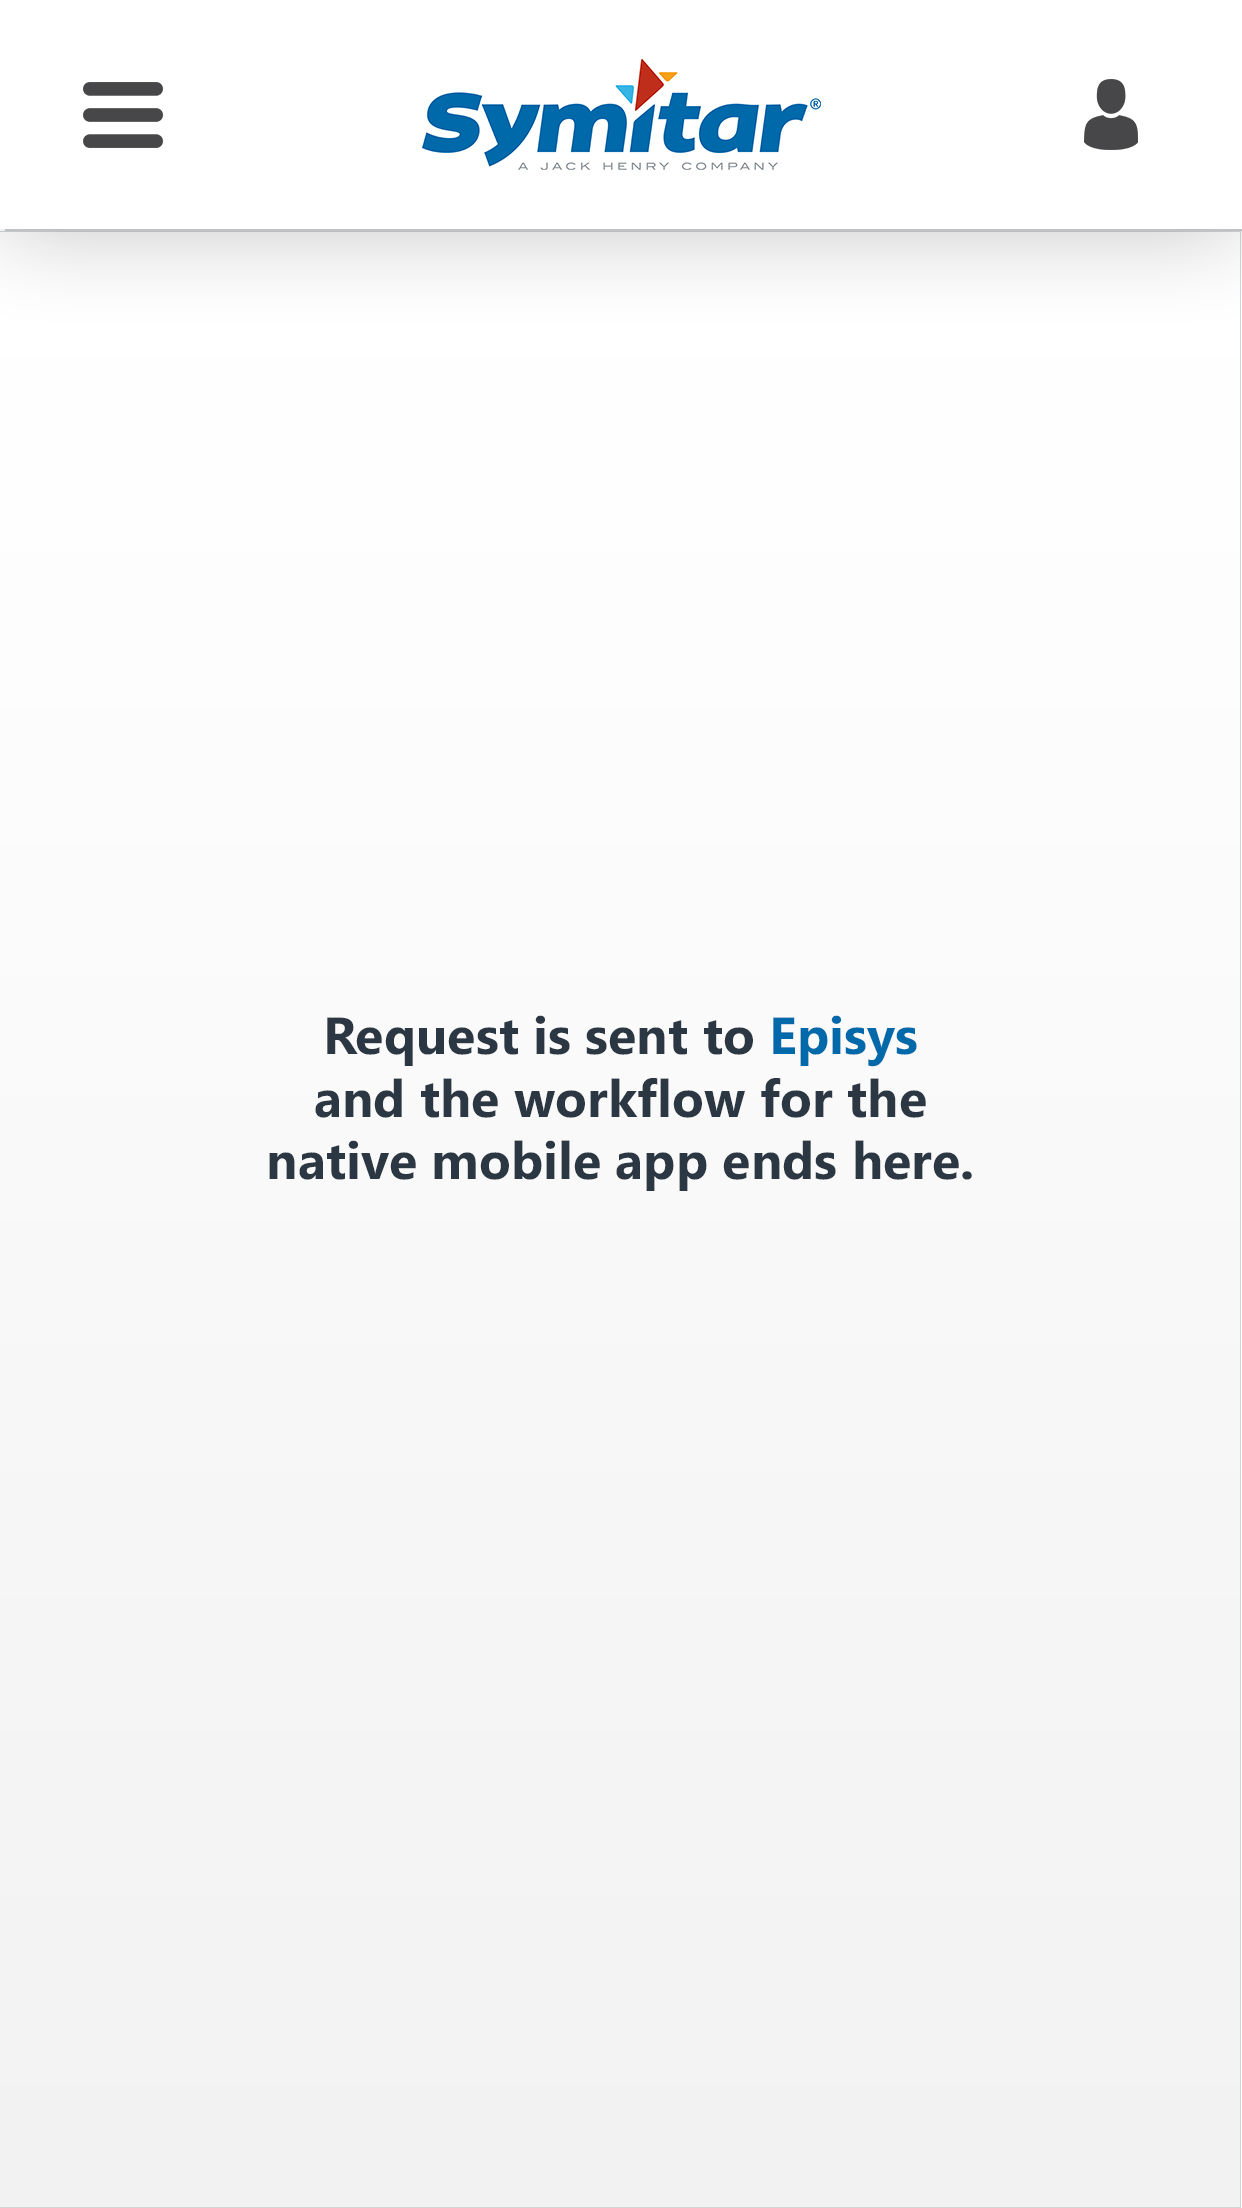 Symitar®
A JACK HENRY COMPANY
Request is sent to Episys
and the workflow for the
native mobile app ends here.